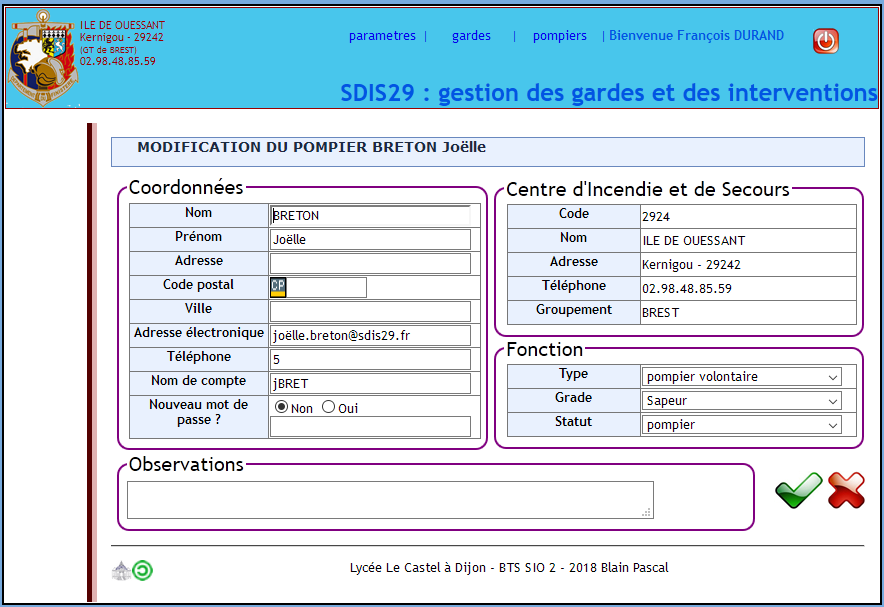 ILE DE OUESSANT
Kernigou - 29242
(GT de BREST)
02.98.48.85.59
parametres | gardes | pompiers | Bienvenue François DURAND
SDIS29 : gestion des gardes et des interventions
MODIFICATION DU POMPIER BRETON Joëlle
Coordonnées
Nom BRETON
Prénom Joëlle
Adresse
Code postal CP
Ville
Adresse électronique joëlle.breton@sdis29.fr
Téléphone 5
Nom de compte jBRET
Nouveau mot de passe ? Non Oui
Centre d'Incendie et de Secours
Code 2924
Nom ILE DE OUESSANT
Adresse Kernigou - 29242
Téléphone 02.98.48.85.59
Groupement BREST
Fonction
Type pompier volontaire
Grade Sapeur
Statut pompier
Observations
Lycée Le Castel à Dijon - BTS SIO 2 - 2018 Blain Pascal